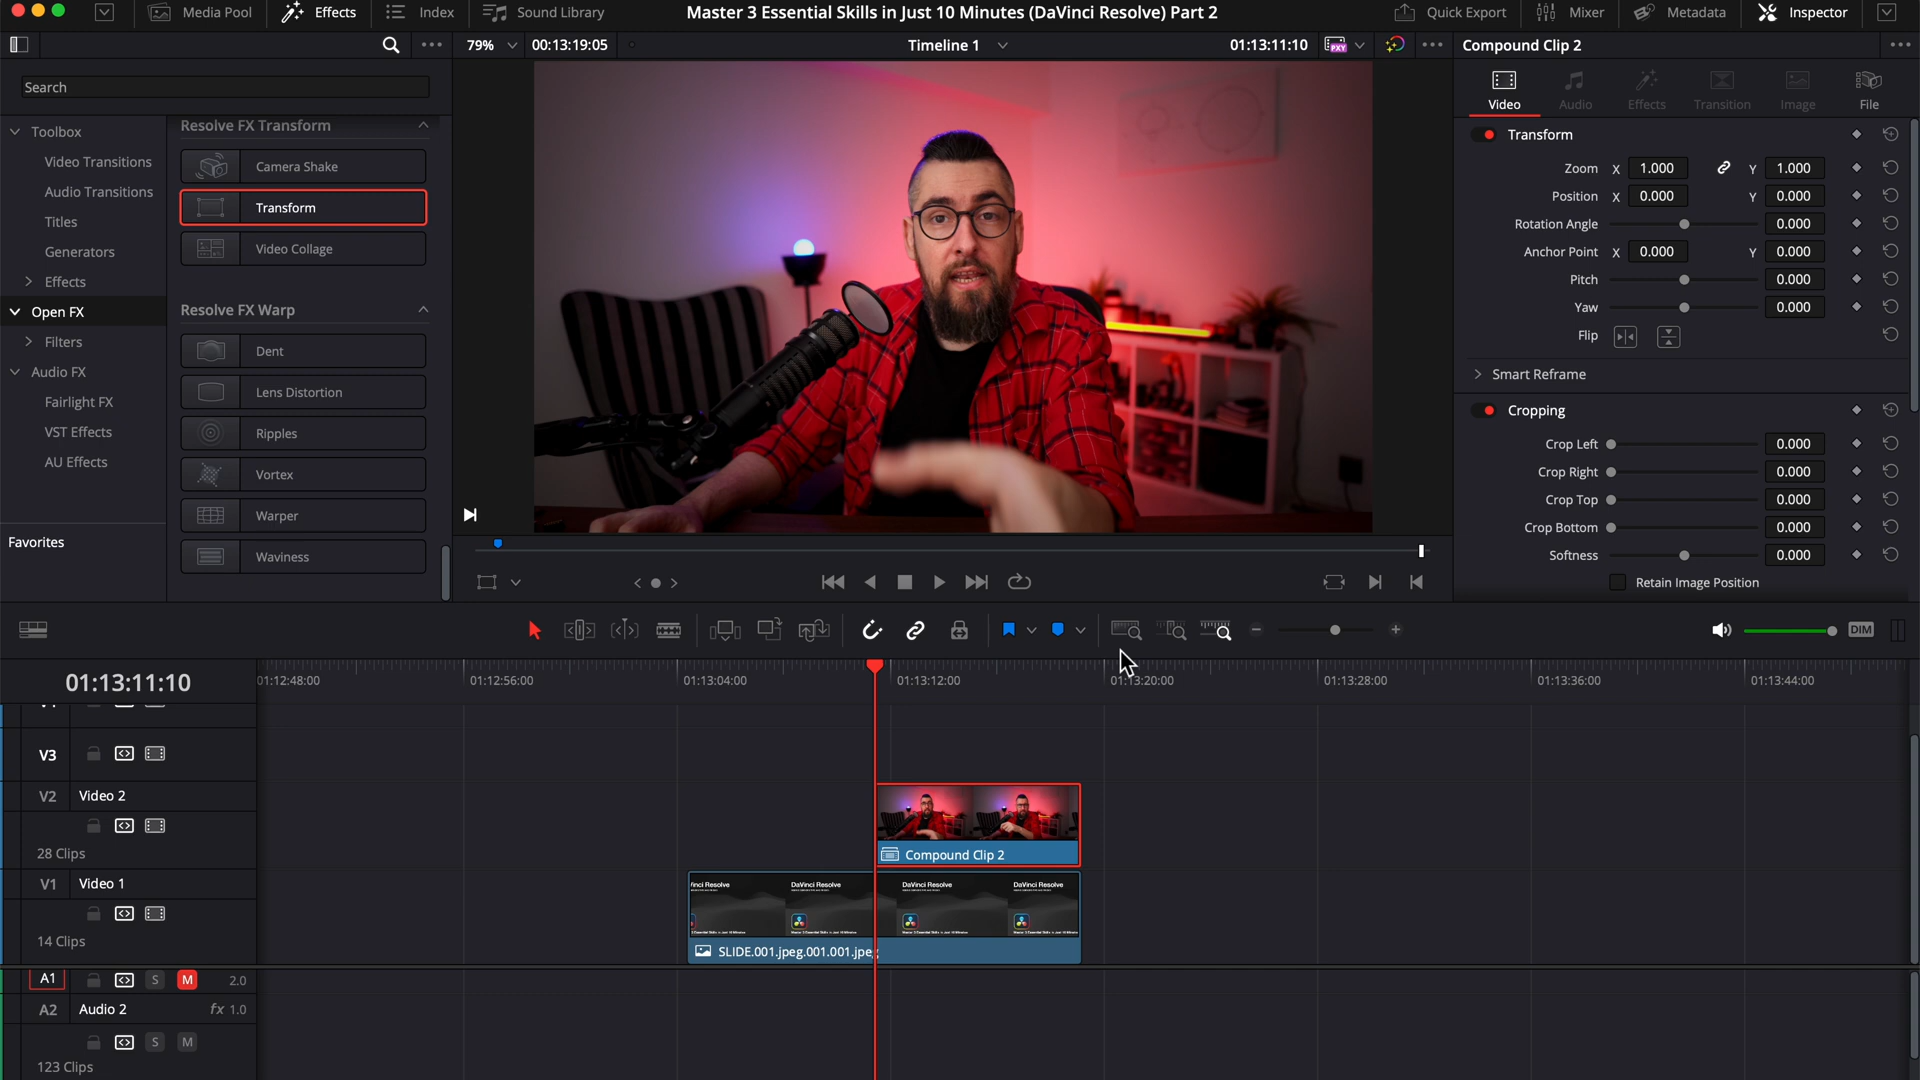 Media Pool
Effects
Index
Sound Library
Master 3 Essential Skills in Just 10 Minutes (DaVinci Resolve) Part 2
Quick Export
Mixer
Metadata
Inspector
79%
00:13:19:05
Timeline 1
01:13:11:10
PXY
Compound Clip 2
Search
Video
Audio
Effects
Transition
Image
File
Toolbox
Video Transitions
Audio Transitions
Titles
Generators
Effects
Open FX
Filters
Audio FX
Fairlight FX
VST Effects
AU Effects
Favorites
Resolve FX Transform
Camera Shake
Transform
Video Collage
Resolve FX Warp
Dent
Lens Distortion
Ripples
Vortex
Warper
Waviness
Transform
Zoom X 1.000 Y 1.000
Position X 0.000 Y 0.000
Rotation Angle 0.000
Anchor Point X 0.000 Y 0.000
Pitch 0.000
Yaw 0.000
Flip
Smart Reframe
Cropping
Crop Left 0.000
Crop Right 0.000
Crop Top 0.000
Crop Bottom 0.000
Softness 0.000
Retain Image Position
DIM
01:13:11:10
01:12:48:00
01:12:56:00
01:13:04:00
01:13:12:00
01:13:20:00
01:13:28:00
01:13:36:00
01:13:44:00
V3
V2 Video 2
28 Clips
Compound Clip 2
V1 Video 1
14 Clips
DaVinci Resolve
DaVinci Resolve
DaVinci Resolve
SLIDE.001.jpeg.001.001.jpeg
A1 S M 2.0
A2 Audio 2 fx 1.0
S M
123 Clips